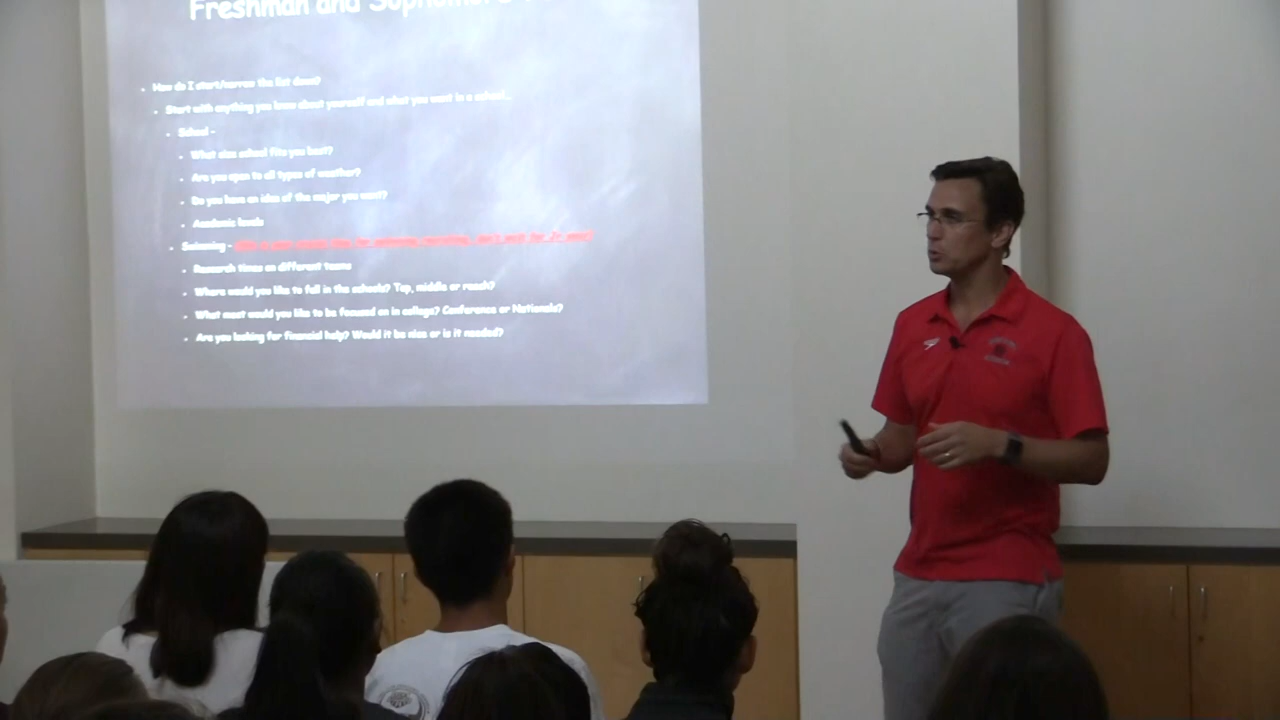 Freshman and Sophomore
How do I start/narrow the list down?
Start with anything you know about yourself and what you want in a school...
School -
What size school fits you best?
Are you open to all types of weather?
Do you have an idea of the major you want?
Academic levels
Swimming -
Research times on different teams
Where would you like to fall in the schools? Top, middle or reach?
What meet would you like to be focused on in college? Conference or Nationals?
Are you looking for financial help? Would it be nice or is it needed?